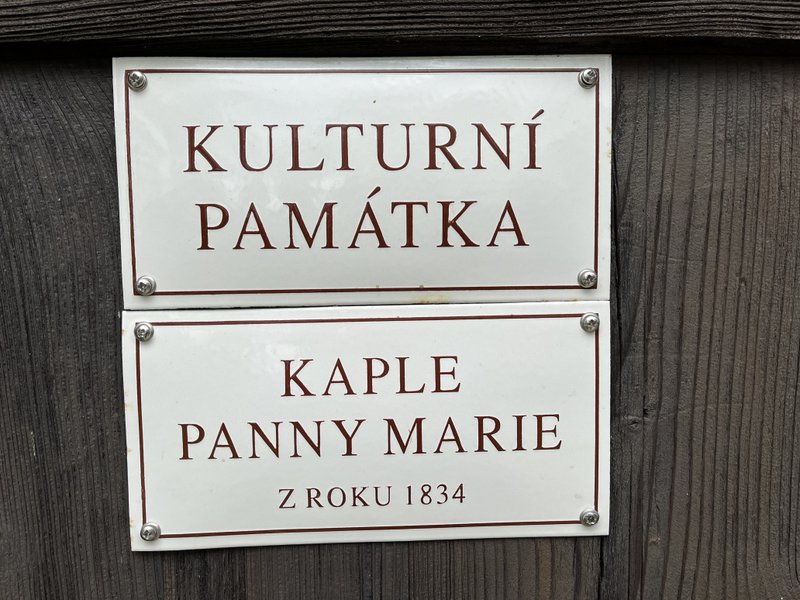 KULTURNÍ
PAMÁTKA
KAPLE
PANNY MARIE
Z ROKU 1834